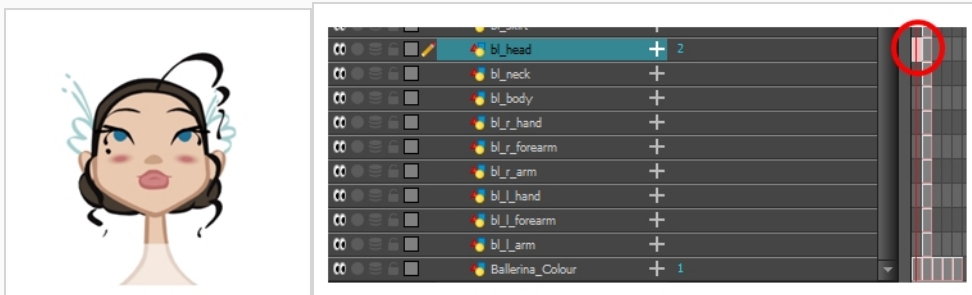 bl_head 2
bl_neck
bl_body
bl_r_hand
bl_r_forearm
bl_r_arm
bl_l_hand
bl_l_forearm
bl_l_arm
Ballerina_Colour 1